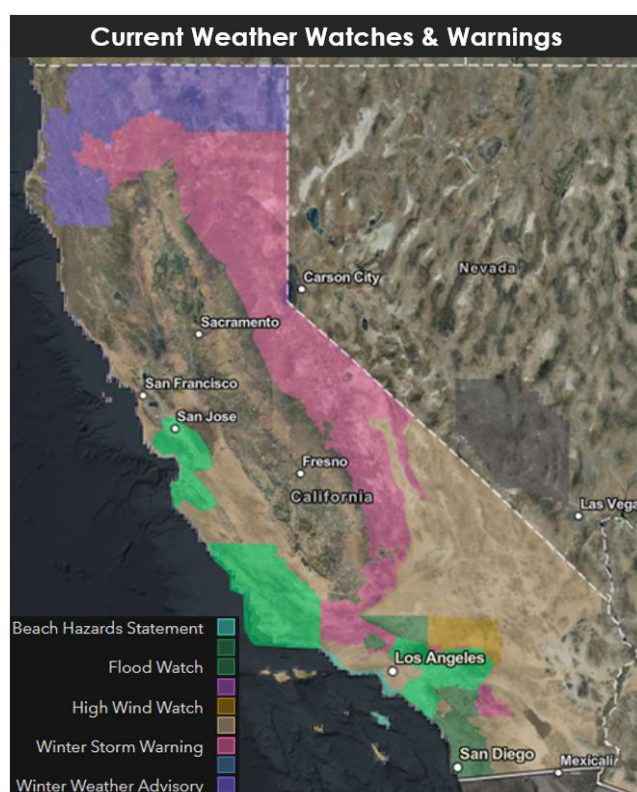 Current Weather Watches & Warnings
Carson City
Nevada
Sacramento
San Francisco
San Jose
Fresno
California
Las Vega
Beach Hazards Statement
Flood Watch
Los Angeles
High Wind Watch
Winter Storm Warning
San Diego
Mexicali
Winter Weather Advisory